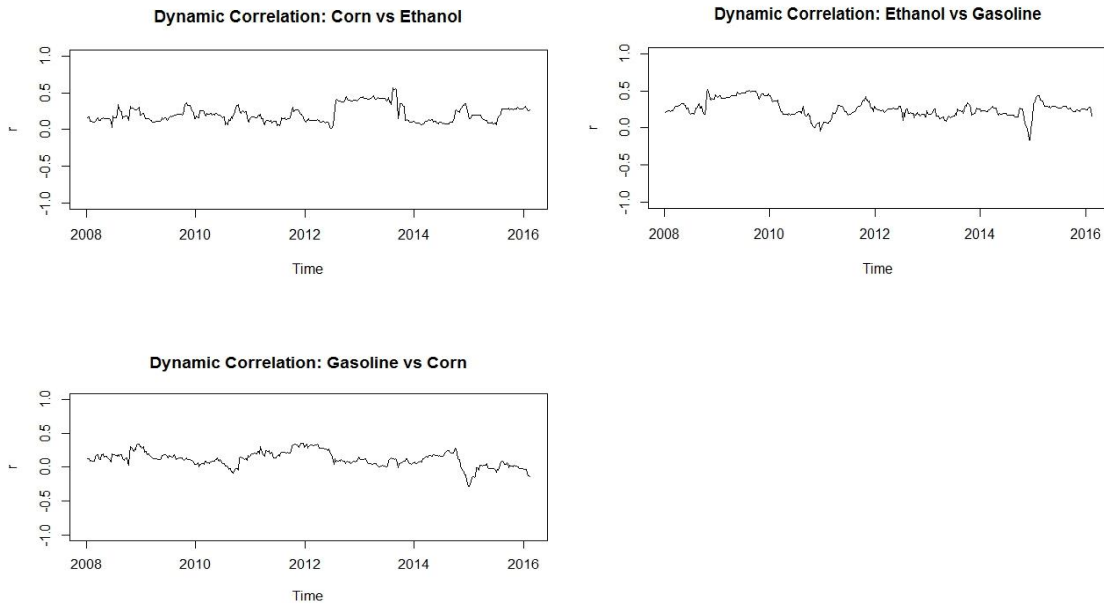 Dynamic Correlation: Corn vs Ethanol
1.0
0.5
0.0
-0.5
-1.0
r
2008 2010 2012 2014 2016
Time
Dynamic Correlation: Ethanol vs Gasoline
1.0
0.5
0.0
-0.5
-1.0
r
2008 2010 2012 2014 2016
Time
Dynamic Correlation: Gasoline vs Corn
1.0
0.5
0.0
-0.5
-1.0
r
2008 2010 2012 2014 2016
Time